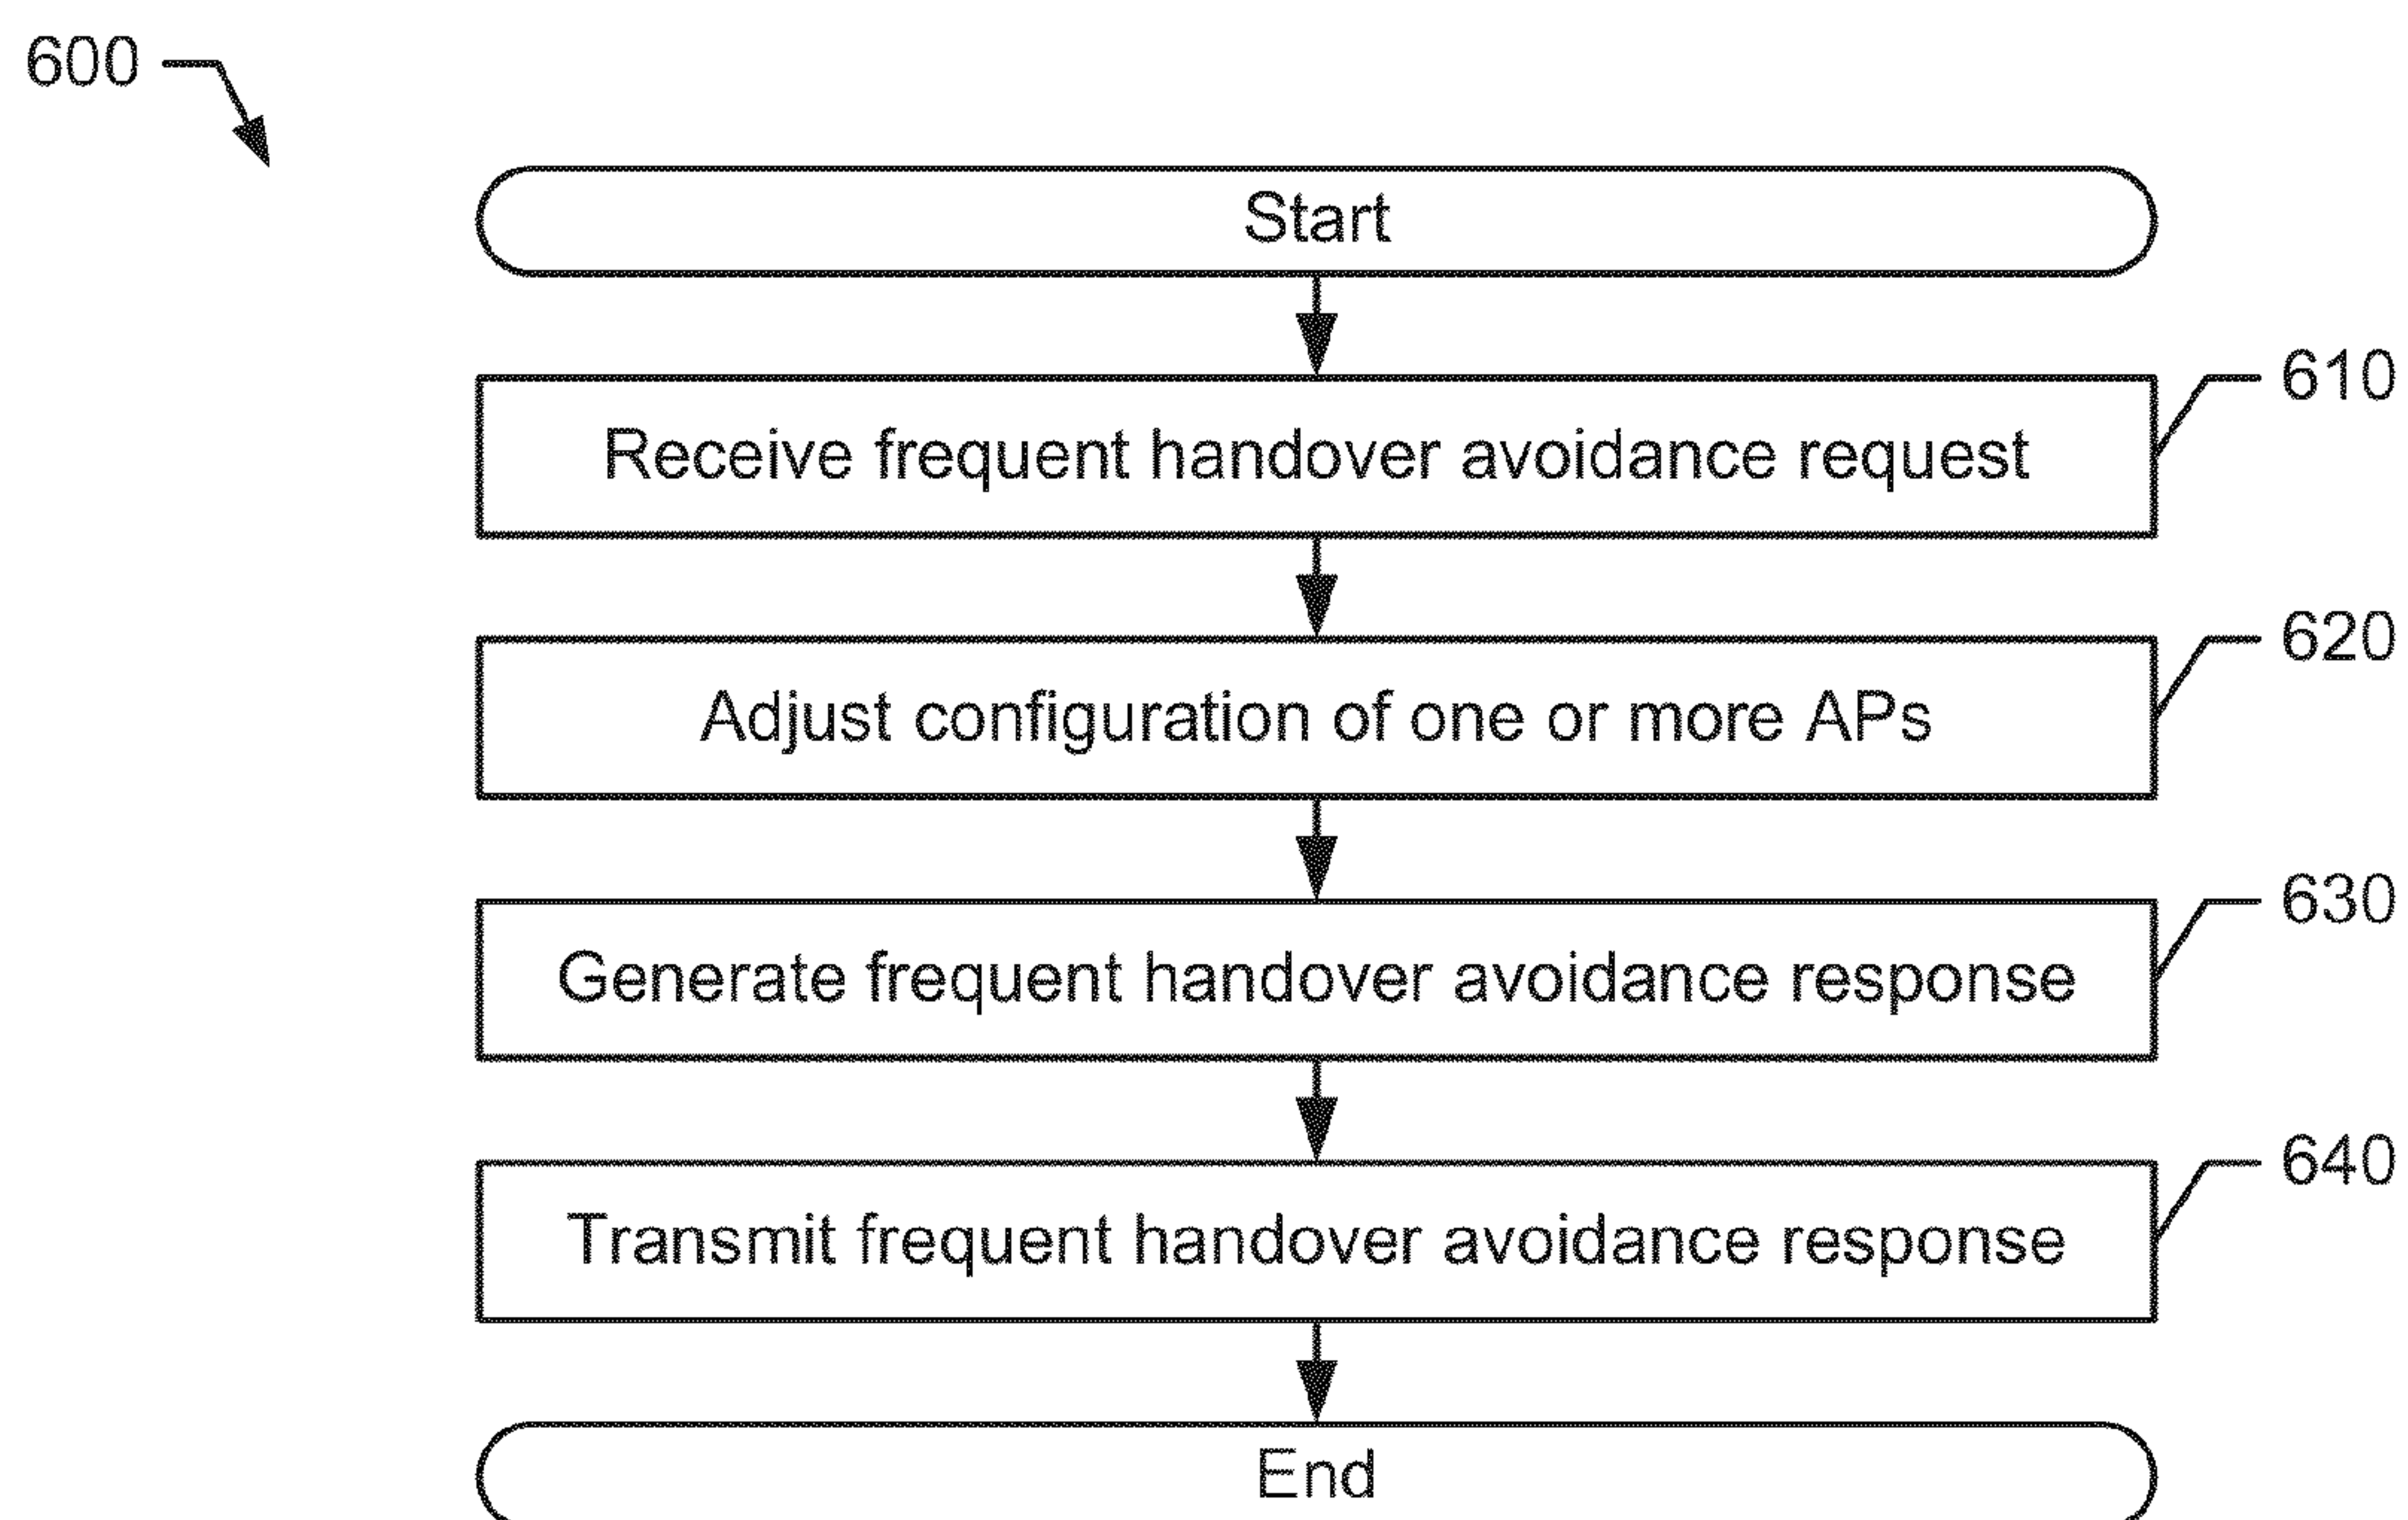 600
Start
610
Receive frequent handover avoidance request
620
Adjust configuration of one or more APs
630
Generate frequent handover avoidance response
640
Transmit frequent handover avoidance response
End